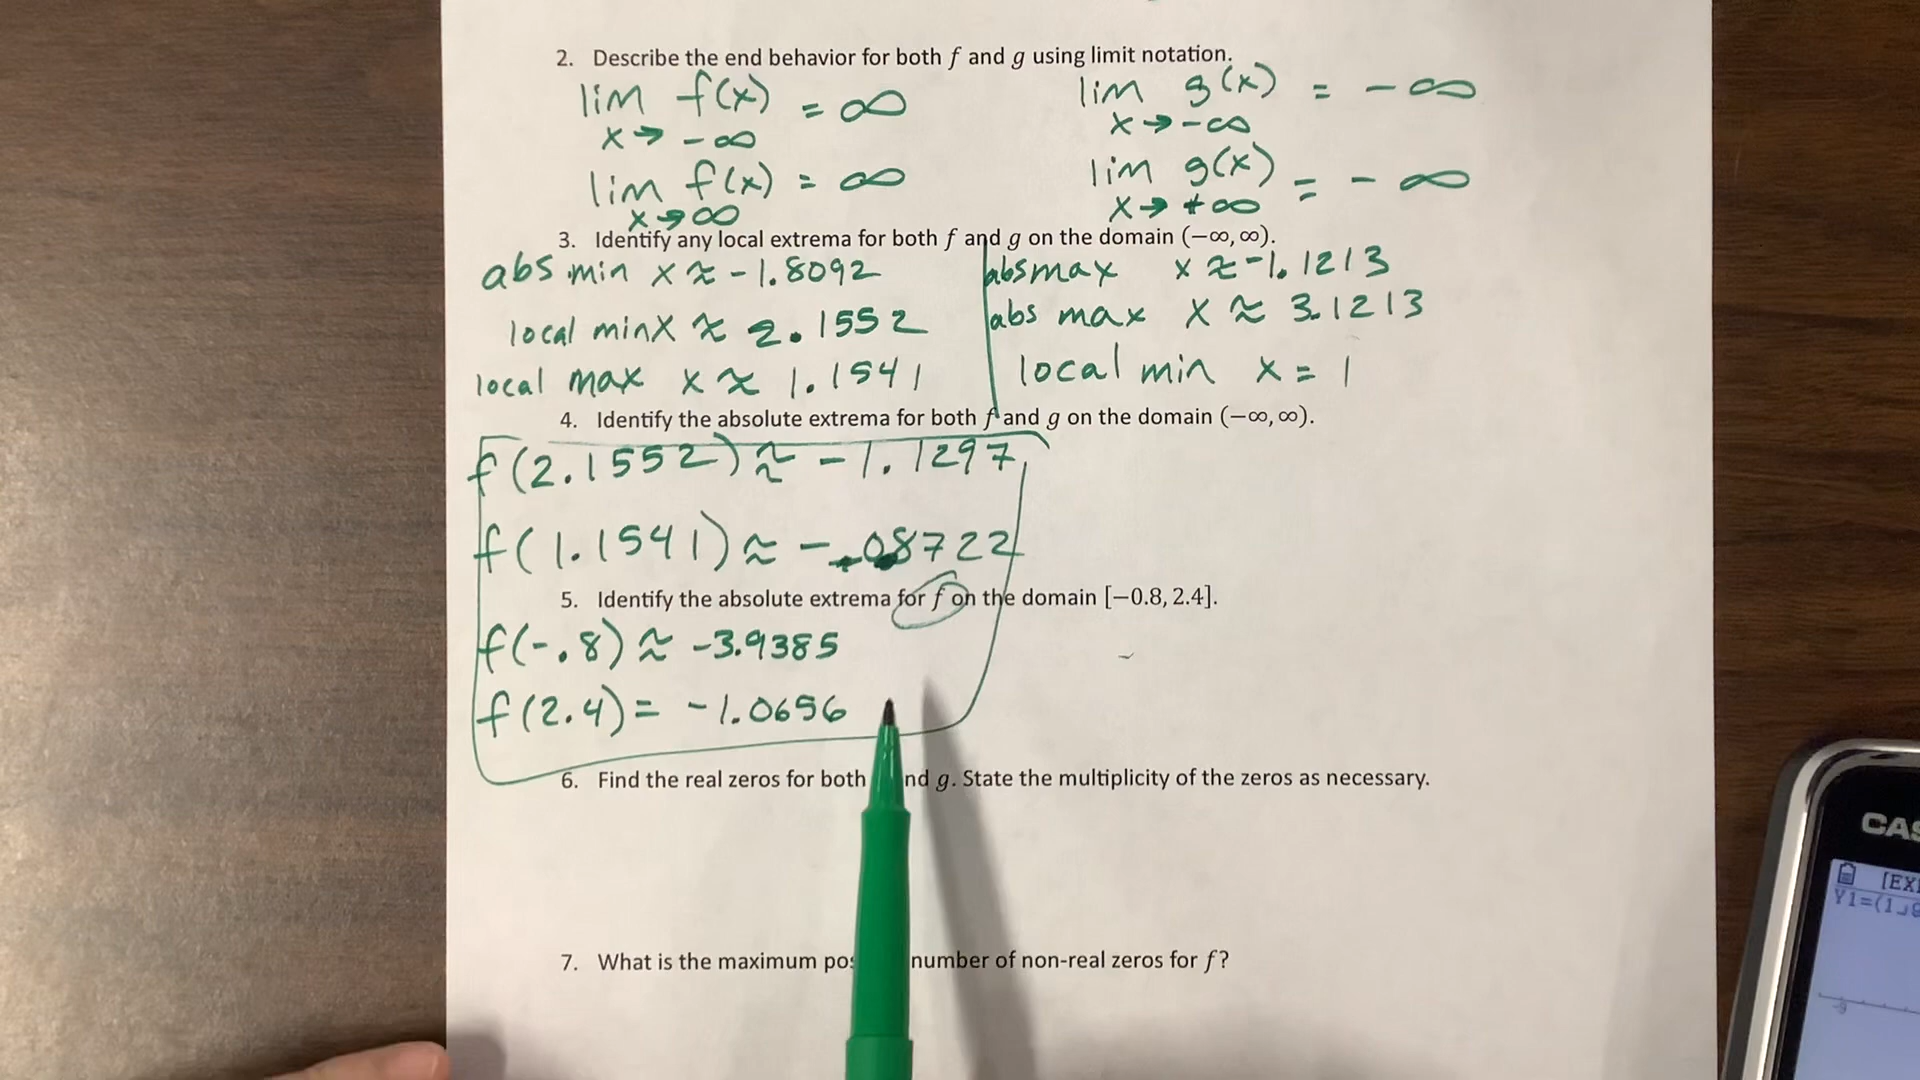 2. Describe the end behavior for both f and g using limit notation.
lim f(x) = ∞
x → -∞
lim g(x) = -∞
x → -∞
lim f(x) = ∞
x → ∞
lim g(x) = -∞
x → +∞
3. Identify any local extrema for both f and g on the domain (−∞, ∞).
abs min x ≈ -1.8092
local min x ≈ 2.1552
local max x ≈ 1.1541
abs max x ≈ -1.1213
abs max x ≈ 3.1213
local min x = 1
4. Identify the absolute extrema for both f and g on the domain (−∞, ∞).
f(2.1552) ≈ -1.1297
f(1.1541) ≈ -.08722
5. Identify the absolute extrema for f on the domain [−0.8, 2.4].
f(-.8) ≈ -3.9385
f(2.4) = -1.0656
6. Find the real zeros for both nd g. State the multiplicity of the zeros as necessary.
7. What is the maximum pos number of non-real zeros for f?
CAS
[EX
Y1=(1⌟8